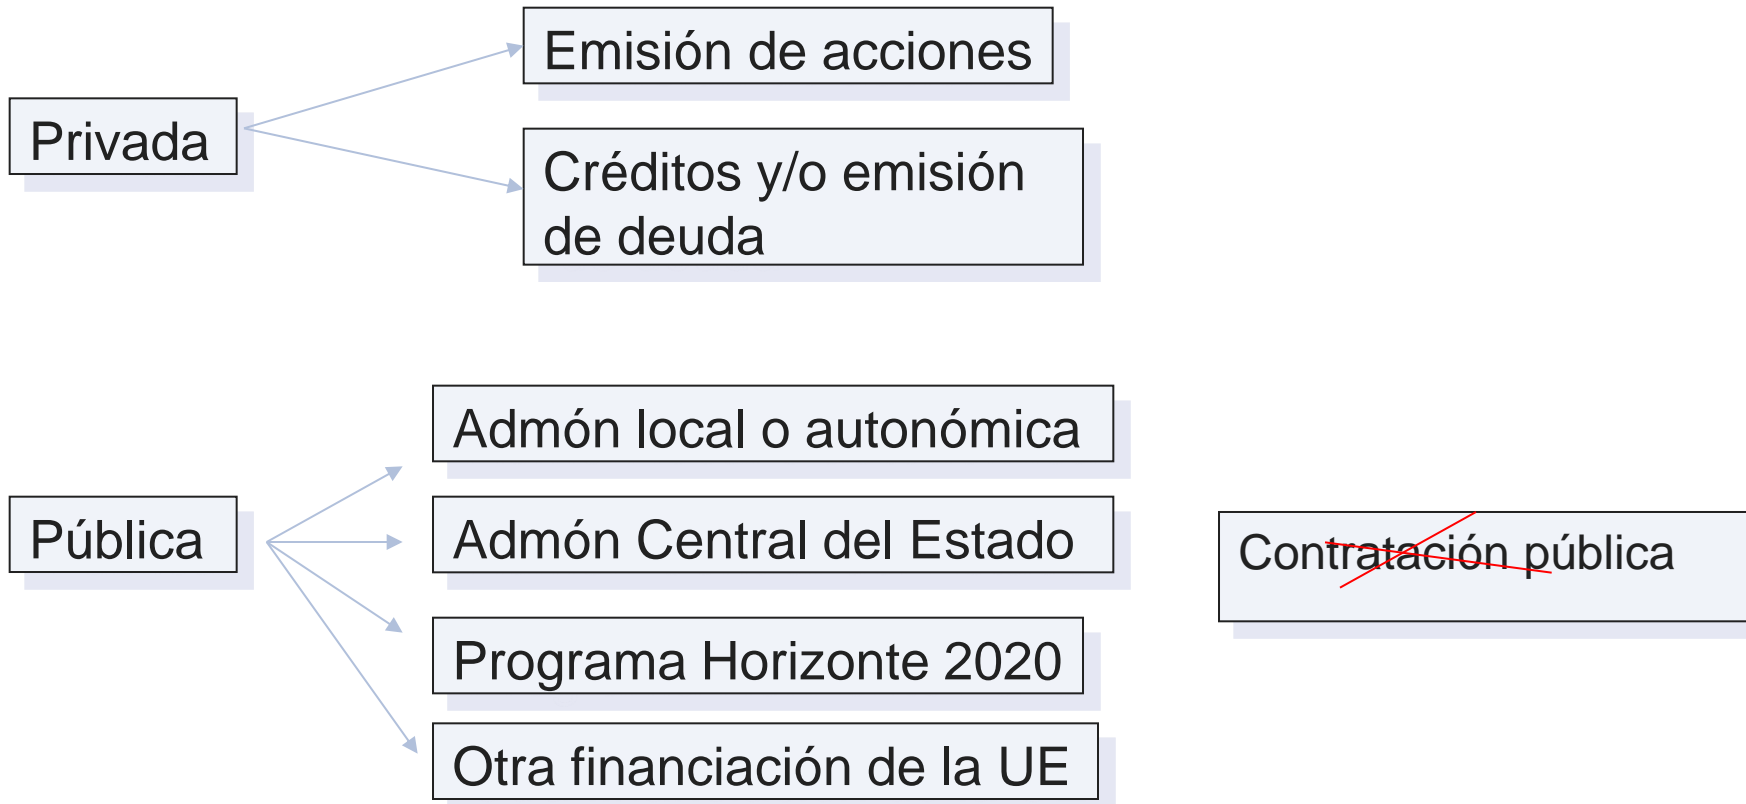 Emisión de acciones
Privada
Créditos y/o emisión
de deuda
Admón local o autonómica
Pública
Admón Central del Estado
Contratación pública
Programa Horizonte 2020
Otra financiación de la UE